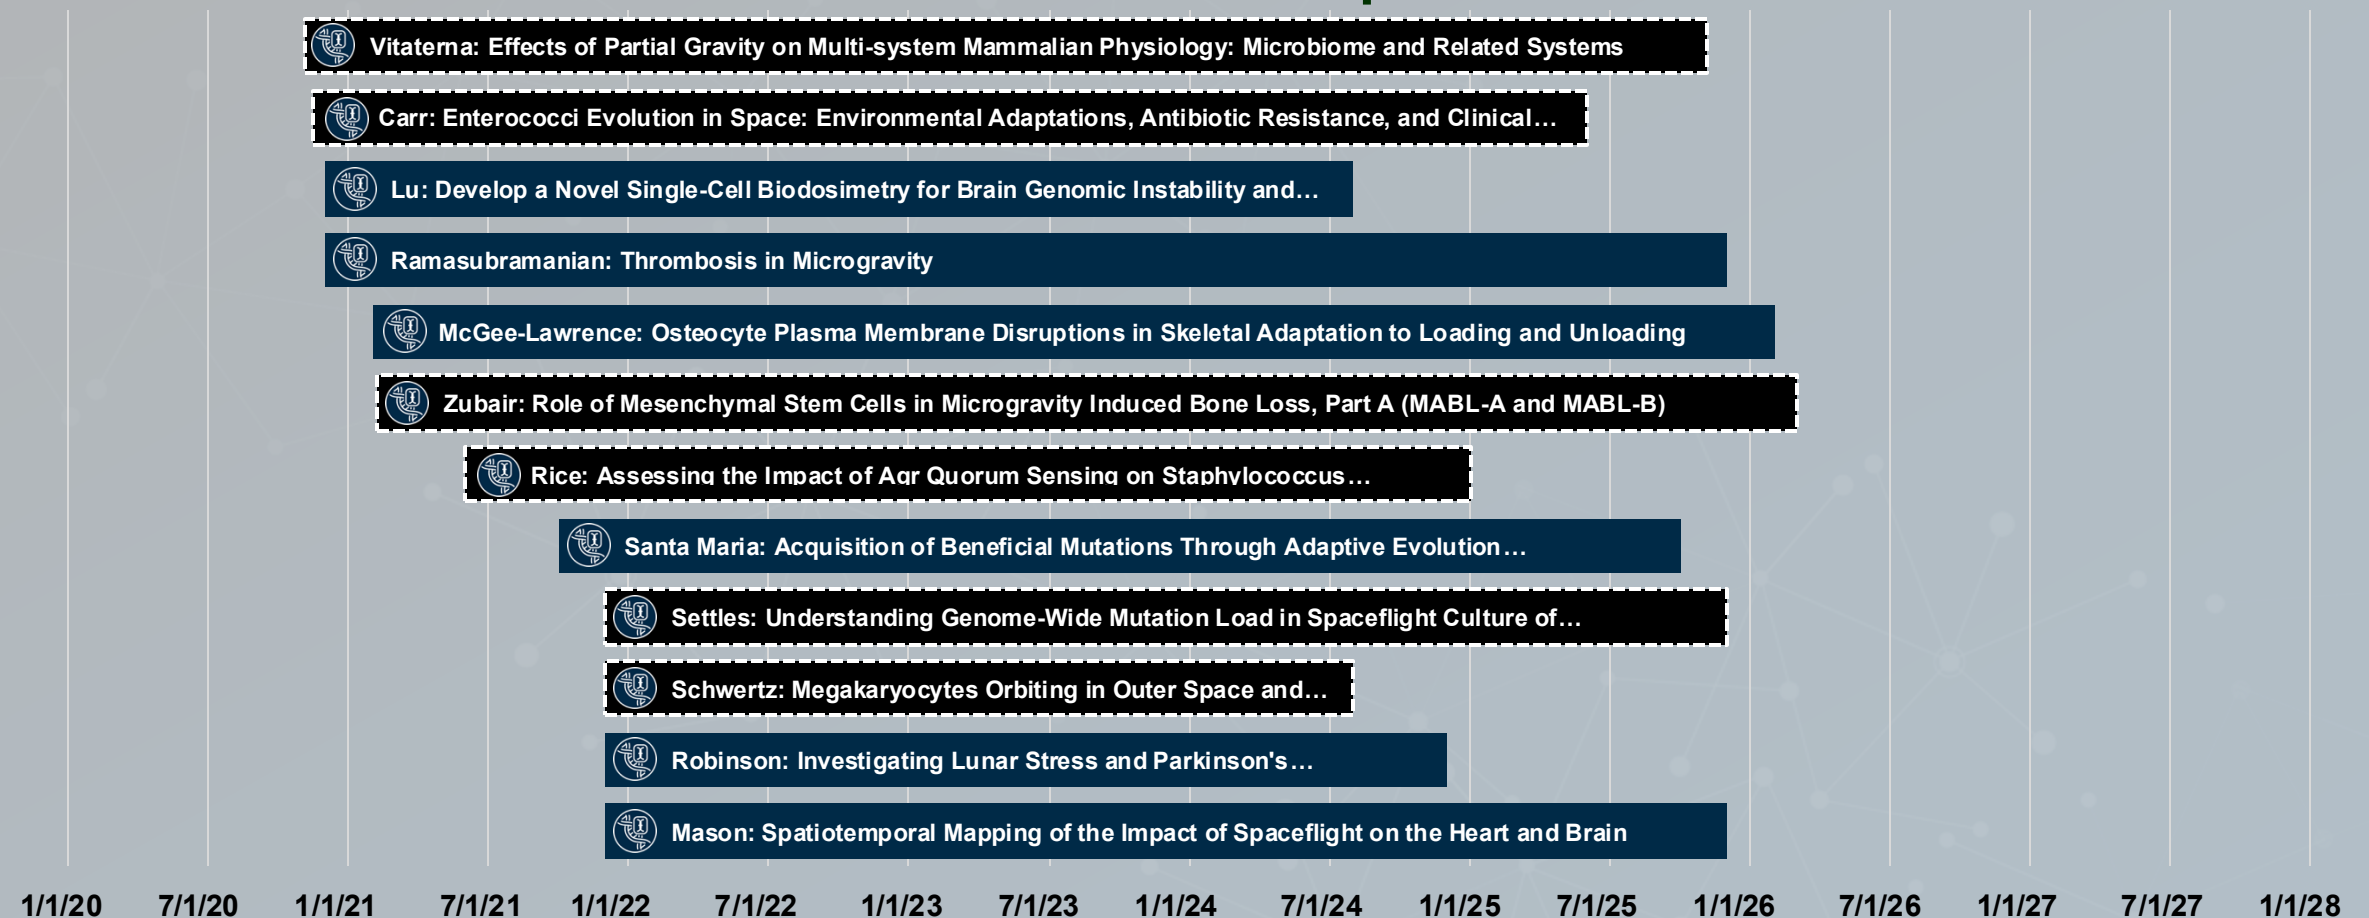 Vitaterna: Effects of Partial Gravity on Multi-system Mammalian Physiology: Microbiome and Related Systems
Carr: Enterococci Evolution in Space: Environmental Adaptations, Antibiotic Resistance, and Clinical...
Lu: Develop a Novel Single-Cell Biodosimetry for Brain Genomic Instability and...
Ramasubramanian: Thrombosis in Microgravity
McGee-Lawrence: Osteocyte Plasma Membrane Disruptions in Skeletal Adaptation to Loading and Unloading
Zubair: Role of Mesenchymal Stem Cells in Microgravity Induced Bone Loss, Part A (MABL-A and MABL-B)
Rice: Assessing the Impact of Agr Quorum Sensing on Staphylococcus...
Santa Maria: Acquisition of Beneficial Mutations Through Adaptive Evolution...
Settles: Understanding Genome-Wide Mutation Load in Spaceflight Culture of...
Schwertz: Megakaryocytes Orbiting in Outer Space and...
Robinson: Investigating Lunar Stress and Parkinson's...
Mason: Spatiotemporal Mapping of the Impact of Spaceflight on the Heart and Brain
1/1/20 7/1/20 1/1/21 7/1/21 1/1/22 7/1/22 1/1/23 7/1/23 1/1/24 7/1/24 1/1/25 7/1/25 1/1/26 7/1/26 1/1/27 7/1/27 1/1/28